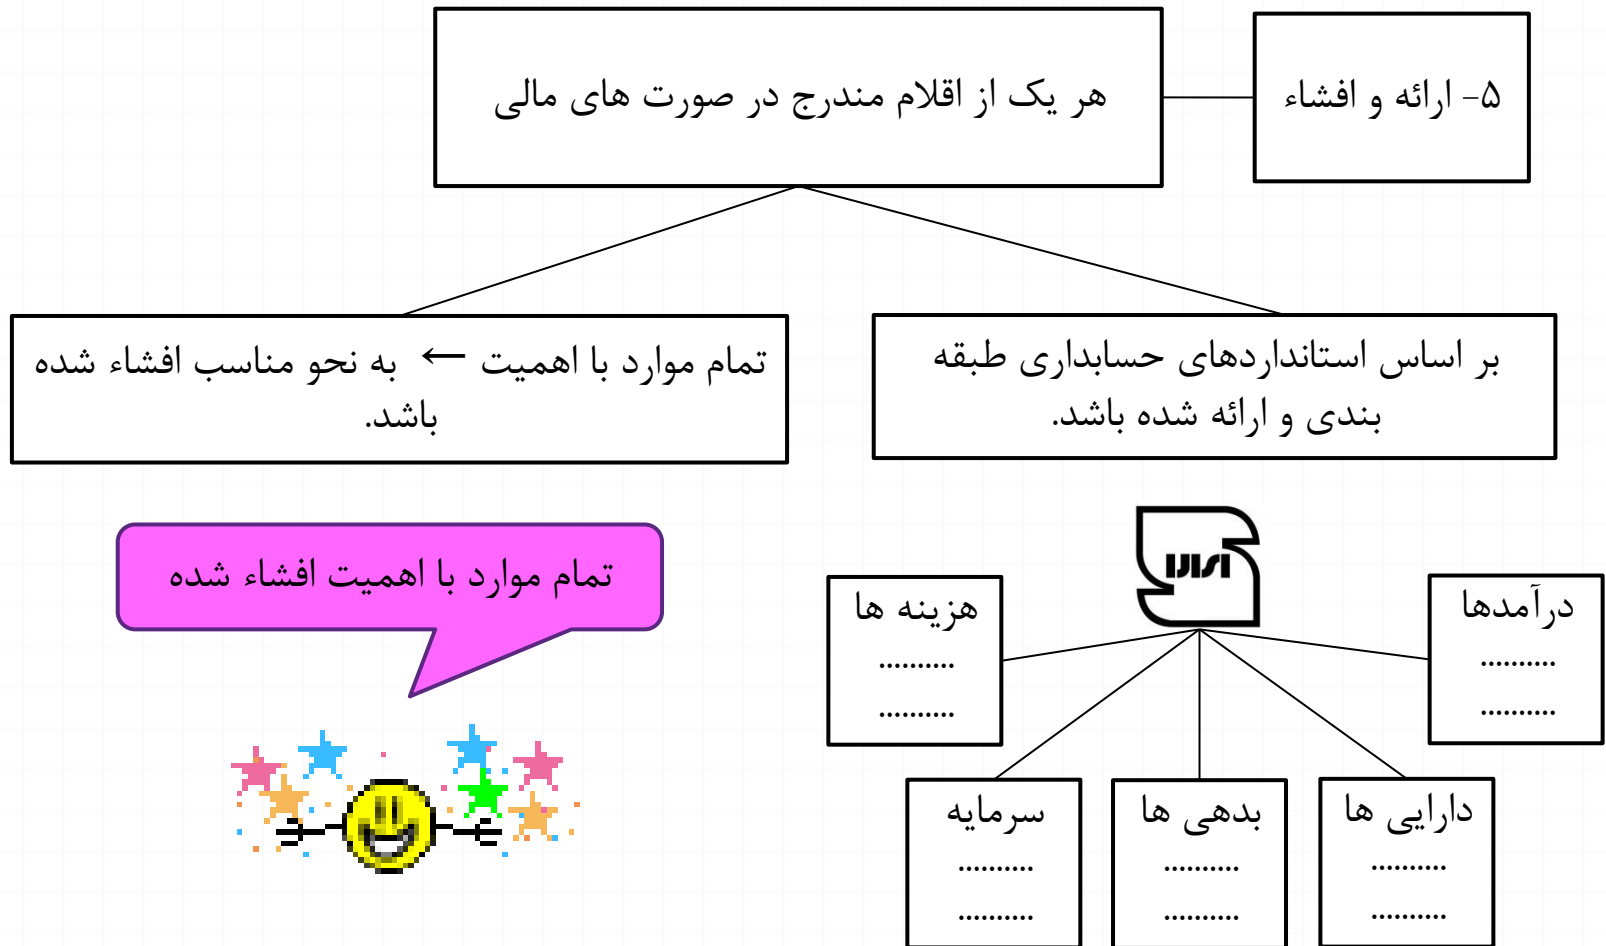 ۵- ارائه و افشاء
هر یک از اقلام مندرج در صورت های مالی
بر اساس استانداردهای حسابداری طبقه
بندی و ارائه شده باشد.
تمام موارد با اهمیت ← به نحو مناسب افشاء شده
باشد.
تمام موارد با اهمیت افشاء شده
درآمدها
..........
..........
هزینه ها
..........
..........
دارایی ها
..........
..........
بدهی ها
..........
..........
سرمایه
..........
..........